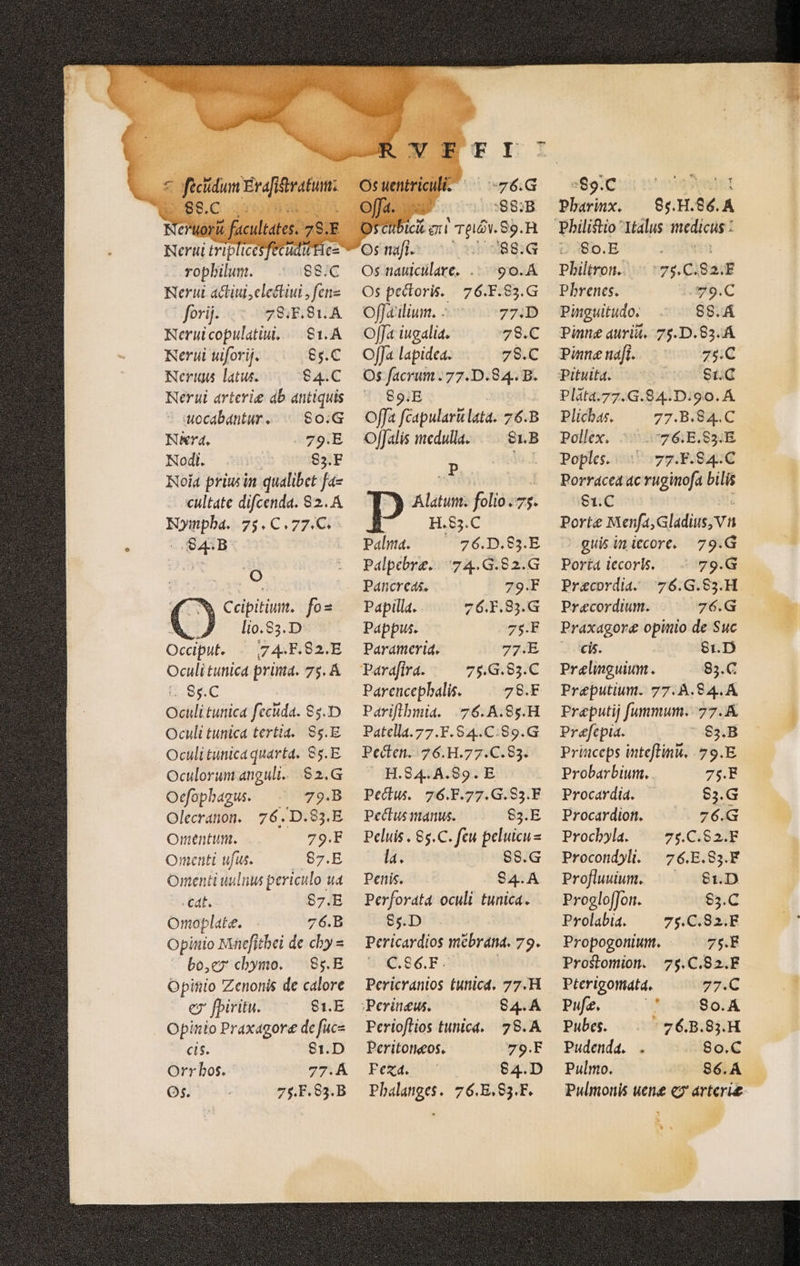 R V F F I
secũdum Erasistratum.
88.C
Neruorũ facultates. 78.E
Nerui triplices secũdũ He=
rophilum. 88.C
Nerui actiui, electiui, sen=
sorij. 78.F.81.A
Nerui copulatiui. 81.A
Nerui uisorij. 85.C
Neruus latus. 84.C
Nerui arteriæ ab antiquis
uocabantur. 80.G
Næra. 79.E
Nodi. 83.F
Noĩa prius in qualibet fa=
cultate discenda. 82.A
Nympha. 75.C.77.C.
84.B
O
OCcipitium. fo=
lio.83.D
Occiput. 74.F.82.E
Oculi tunica prima. 75.A
85.C
Oculi tunica secũda. 85.D
Oculi tunica tertia. 85.E
Oculi tunica quarta. 85.E
Oculorum anguli. 82.G
Oesophagus. 79.B
Olecranon. 76.D.83.E
Omentum. 79.F
Omenti usus. 87.E
Omenti uulnus periculo ua
cat. 87.E
Omoplatæ. 76.B
Opinio Mnesithei de chy=
bo, & chymo. 85.E
Opinio Zenonis de calore
& spiritu. 81.E
Opinio Praxagoræ de suc=
cis. 81.D
Orrhos. 77.A
Os. 75.F.83.B
Os uentriculi. 76.G
Ossa. 88.B
Os cubicũ ἐπὶ τριῶν. 89.H
Os nasi. 88.G
Os nauiculare. 90.A
Os pectoris. 76.F.83.G
Ossa ilium. 77.D
Ossa iugalia. 78.C
Ossa lapidea. 78.C
Os sacrum. 77.D.84.B.
89.E
Ossa scapularũ lata. 76.B
Ossalis medulla. 81.B
P
PAlatum. folio.75.
H.83.C
Palma. 76.D.83.E
Palpebræ. 74.G.82.G
Pancreas. 79.F
Papilla. 76.F.83.G
Pappus. 75.F
Parameria. 77.E
Parastra. 75.G.83.C
Parencephalis. 78.F
Paristhmia. 76.A.85.H
Patella. 77.F.84.C.89.G
Pecten. 76.H.77.C.83.
H.84.A.89.E
Pectus. 76.F.77.G.83.F
Pectus manus. 83.E
Peluis. 85.C. seu peluicu=
la. 88.G
Penis. 84.A
Perforata oculi tunica.
85.D
Pericardios mẽbrana. 79.
C.86.F.
Pericranios tunica. 77.H
Perineus. 84.A
Periostios tunica. 78.A
Peritonæos. 79.F
Feza. 84.D
Phalanges. 76.E.83.F.
89.C
Pharinx. 85.H.86.A
Philistio Italus medicus
80.E
Philtron. 75.C.82.F
Phrenes. 79.C
Pinguitudo. 88.A
Pinnæ auriũ. 75.D.83.A
Pinnæ nasi. 75.C
Pituita. 81.C
Plãta. 77.G.84.D.90.A
Plichas. 77.B.84.C
Pollex. 76.E.83.E
Poples. 77.F.84.C
Porracea ac ruginosa bilis
81.C
Portæ Mensa, Gladius, Vn
guis in iecore. 79.G
Porta iecoris. 79.G
Præcordia. 76.G.83.H
Præcordium. 76.G
Praxagoræ opinio de Suc
cis. 81.D
Prælinguium. 83.C
Præputium. 77.A.84.A
Præputij summum. 77.A
Præsepia. 83.B
Princeps intestinũ. 79.E
Probarbium. 75.F
Procardia. 83.G
Procardion. 76.G
Prochyla. 75.C.82.F
Procondyli. 76.E.83.F
Profluuium. 81.D
Proglosson. 83.C
Prolabia. 75.C.82.F
Propogonium. 75.F
Prostomion. 75.C.82.F
Pterigomata. 77.C
Pusæ. 80.A
Pubes. 76.B.83.H
Pudenda. 80.C
Pulmo. 86.A
Pulmonis uenæ & arteriæ